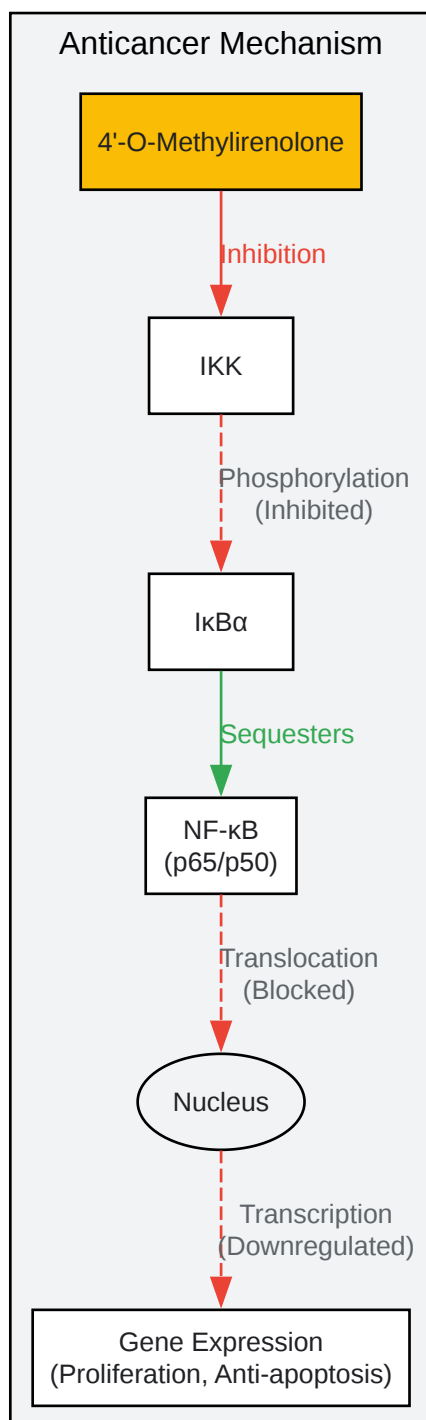 Anticancer Mechanism
4'-O-Methylirenolone
Inhibition
IKK
Phosphorylation
(Inhibited)
IκBα
Sequesters
NF-κB
(p65/p50)
Translocation
(Blocked)
Nucleus
Transcription
(Downregulated)
Gene Expression
(Proliferation, Anti-apoptosis)